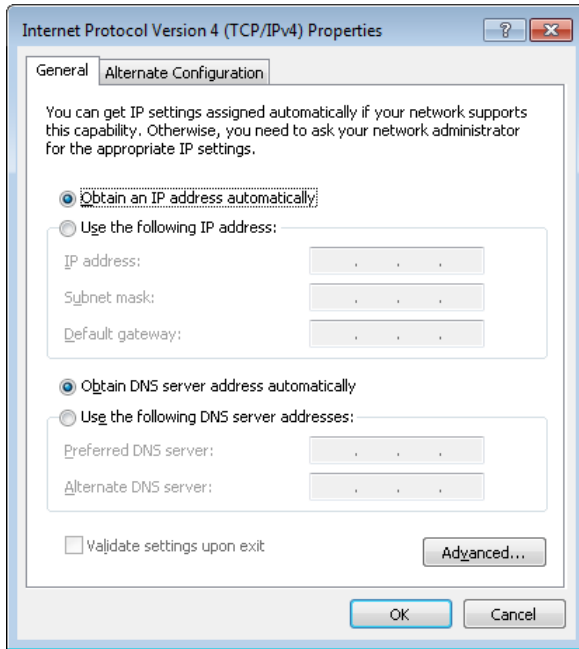 Internet Protocol Version 4 (TCP/IPv4) Properties
General
Alternate Configuration
You can get IP settings assigned automatically if your network supports
this capability. Otherwise, you need to ask your network administrator
for the appropriate IP settings.
Obtain an IP address automatically
Use the following IP address:
IP address:
Subnet mask:
Default gateway:
Obtain DNS server address automatically
Use the following DNS server addresses:
Preferred DNS server:
Alternate DNS server:
Validate settings upon exit
Advanced...
OK
Cancel